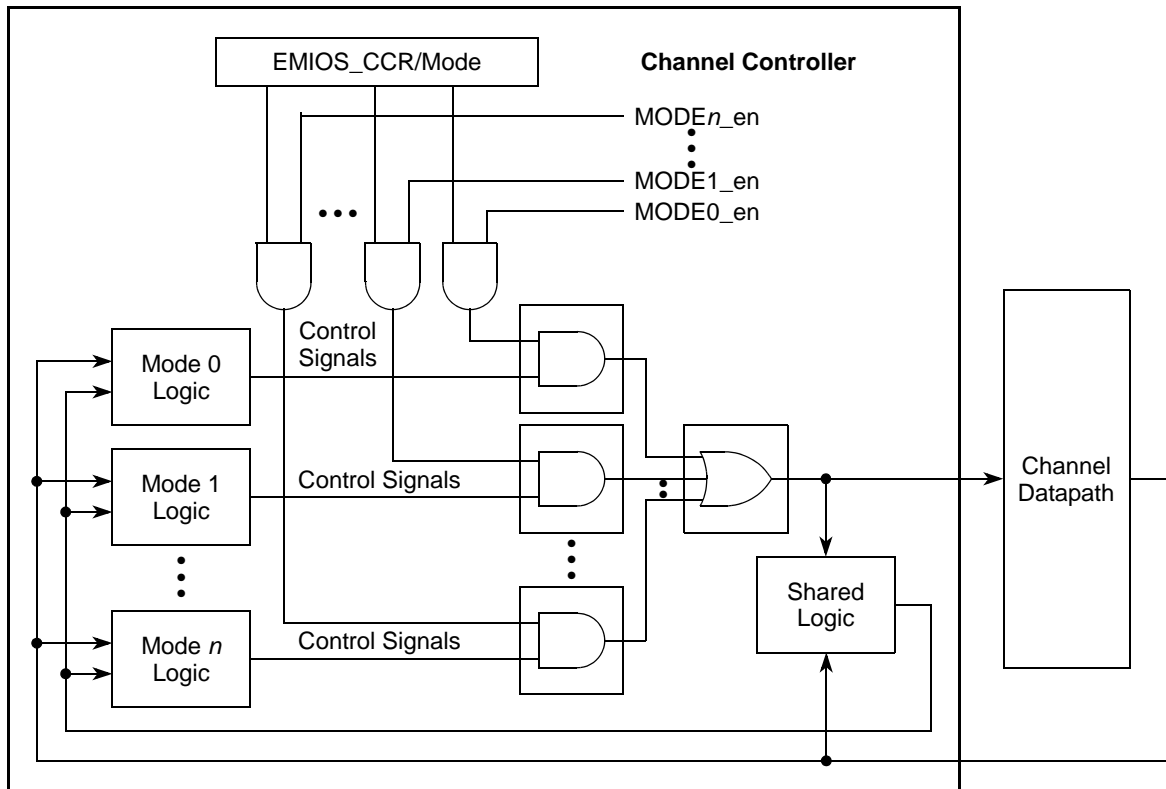 EMIOS_CCR/Mode
Channel Controller
MODEn_en
MODE1_en
MODE0_en
Control
Signals
Mode 0
Logic
Mode 1
Logic
Control Signals
Channel
Datapath
Shared
Logic
Mode n
Logic
Control Signals